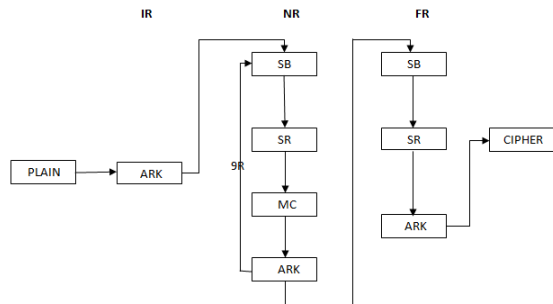 IR NR FR
SB SB
SR SR CIPHER
9R
PLAIN ARK
MC
ARK
ARK